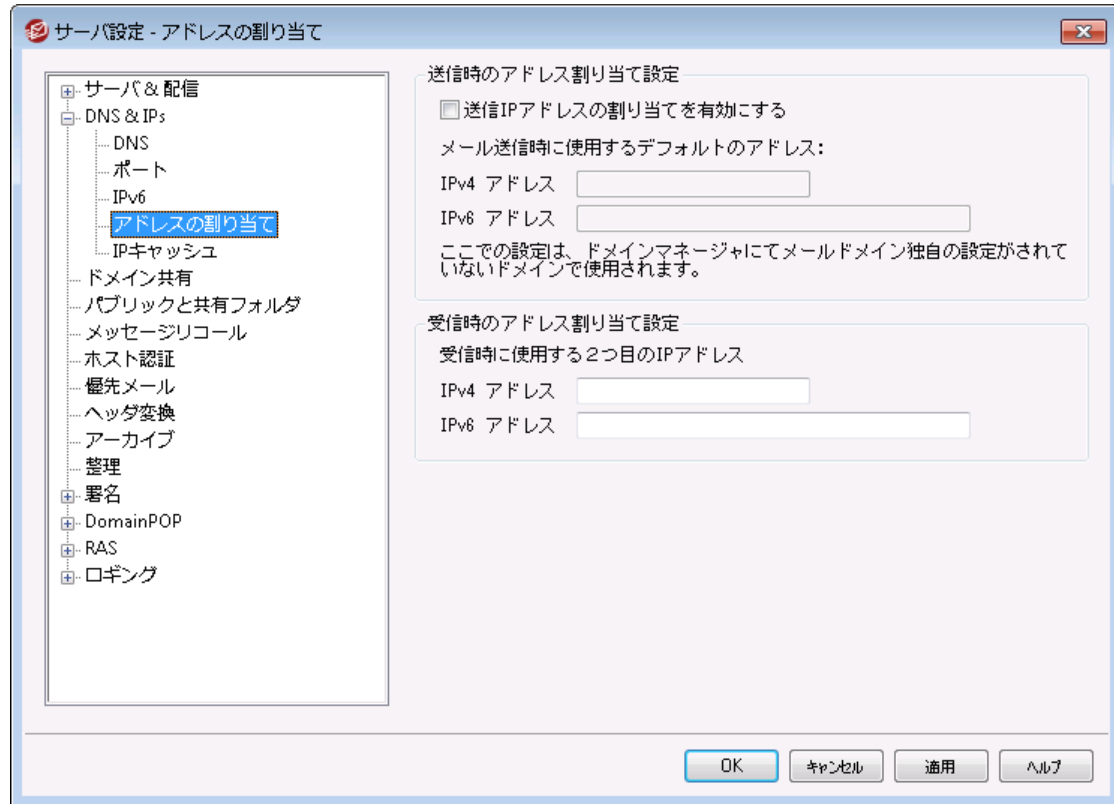 サーバ設定 - アドレスの割り当て
サーバ & 配信
DNS & IPs
DNS
ポート
IPv6
アドレスの割り当て
IPキャッシュ
ドメイン共有
パブリックと共有フォルダ
メッセージリコール
ホスト認証
優先メール
ヘッダ変換
アーカイブ
整理
署名
DomainPOP
RAS
ロギング
送信時のアドレス割り当て設定
送信IPアドレスの割り当てを有効にする
メール送信時に使用するデフォルトのアドレス:
IPv4 アドレス
IPv6 アドレス
ここでの設定は、ドメインマネージャにてメールドメイン独自の設定がされて
いないドメインで使用されます。
受信時のアドレス割り当て設定
受信時に使用する２つ目のIPアドレス
IPv4 アドレス
IPv6 アドレス
OK
キャンセル
適用
ヘルプ